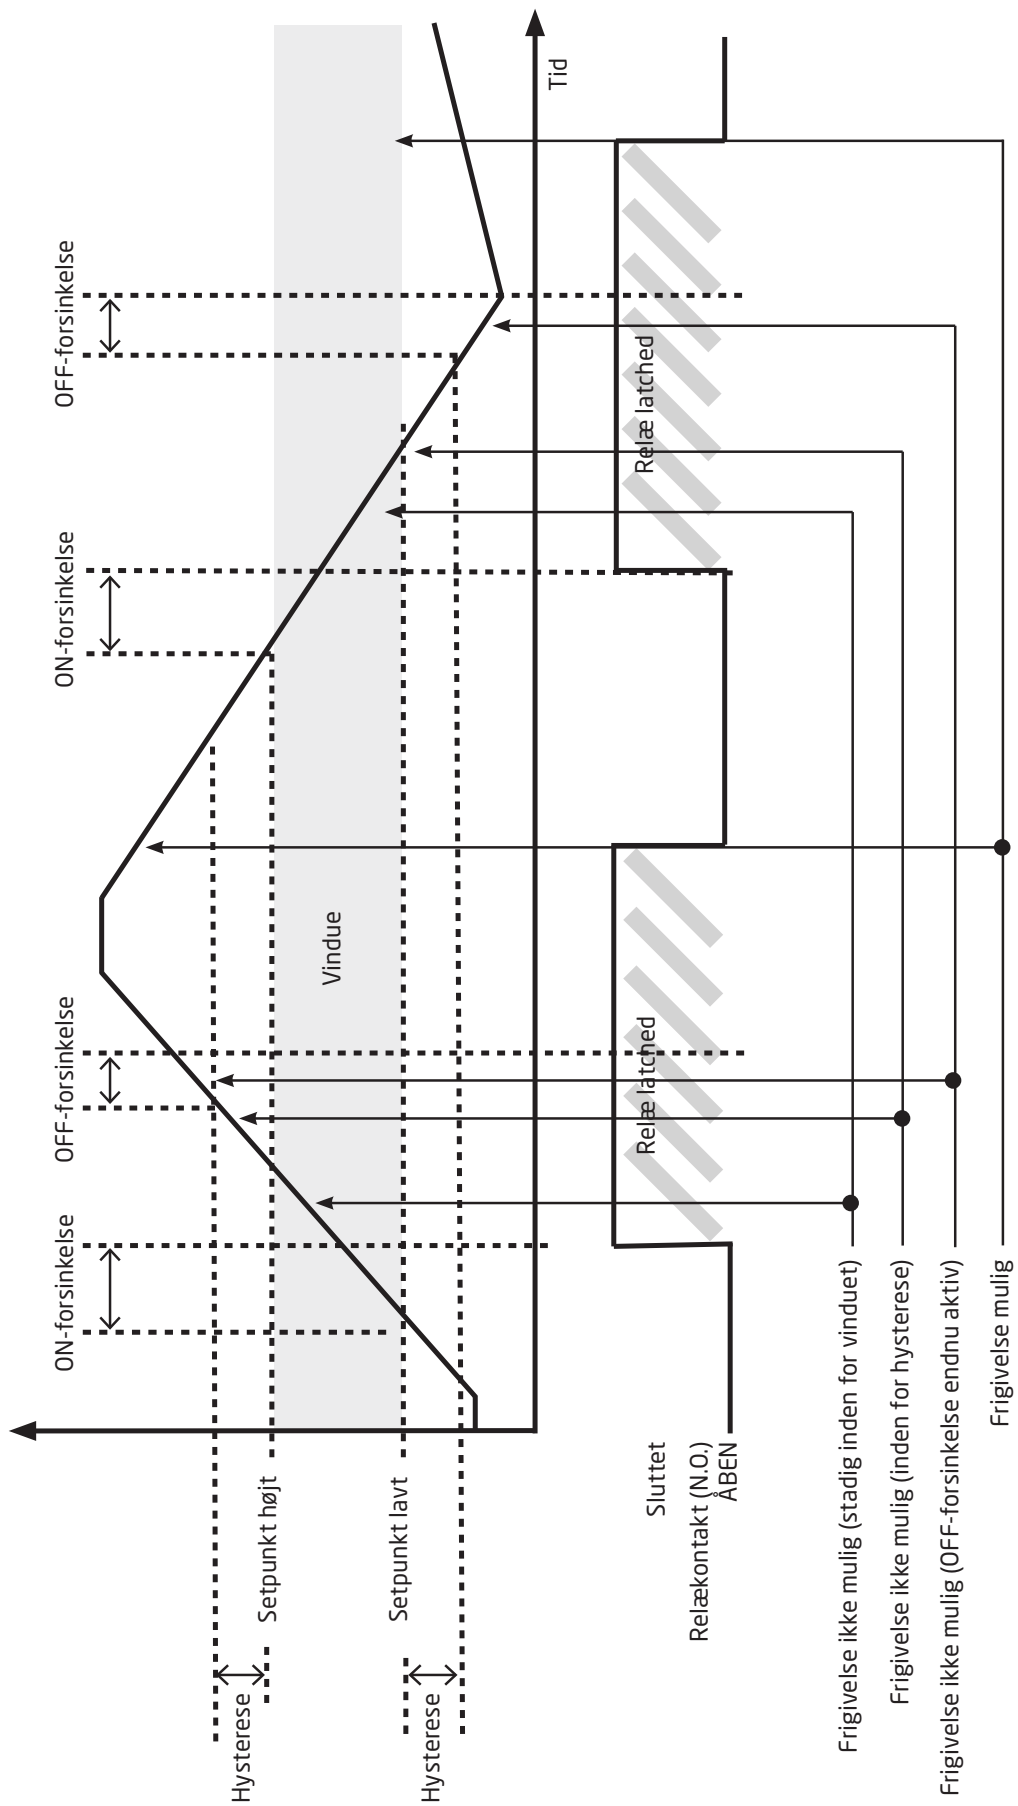 ON-forsinkelse
OFF-forsinkelse
ON-forsinkelse
OFF-forsinkelse
Hysterese
Setpunkt højt
Vindue
Setpunkt lavt
Hysterese
Tid
Sluttet
Relækontakt (N.O.)
ÅBEN
Relæ latched
Relæ latched
Frigivelse ikke mulig (stadig inden for vinduet)
Frigivelse ikke mulig (inden for hysterese)
Frigivelse ikke mulig (OFF-forsinkelse endnu aktiv)
Frigivelse mulig